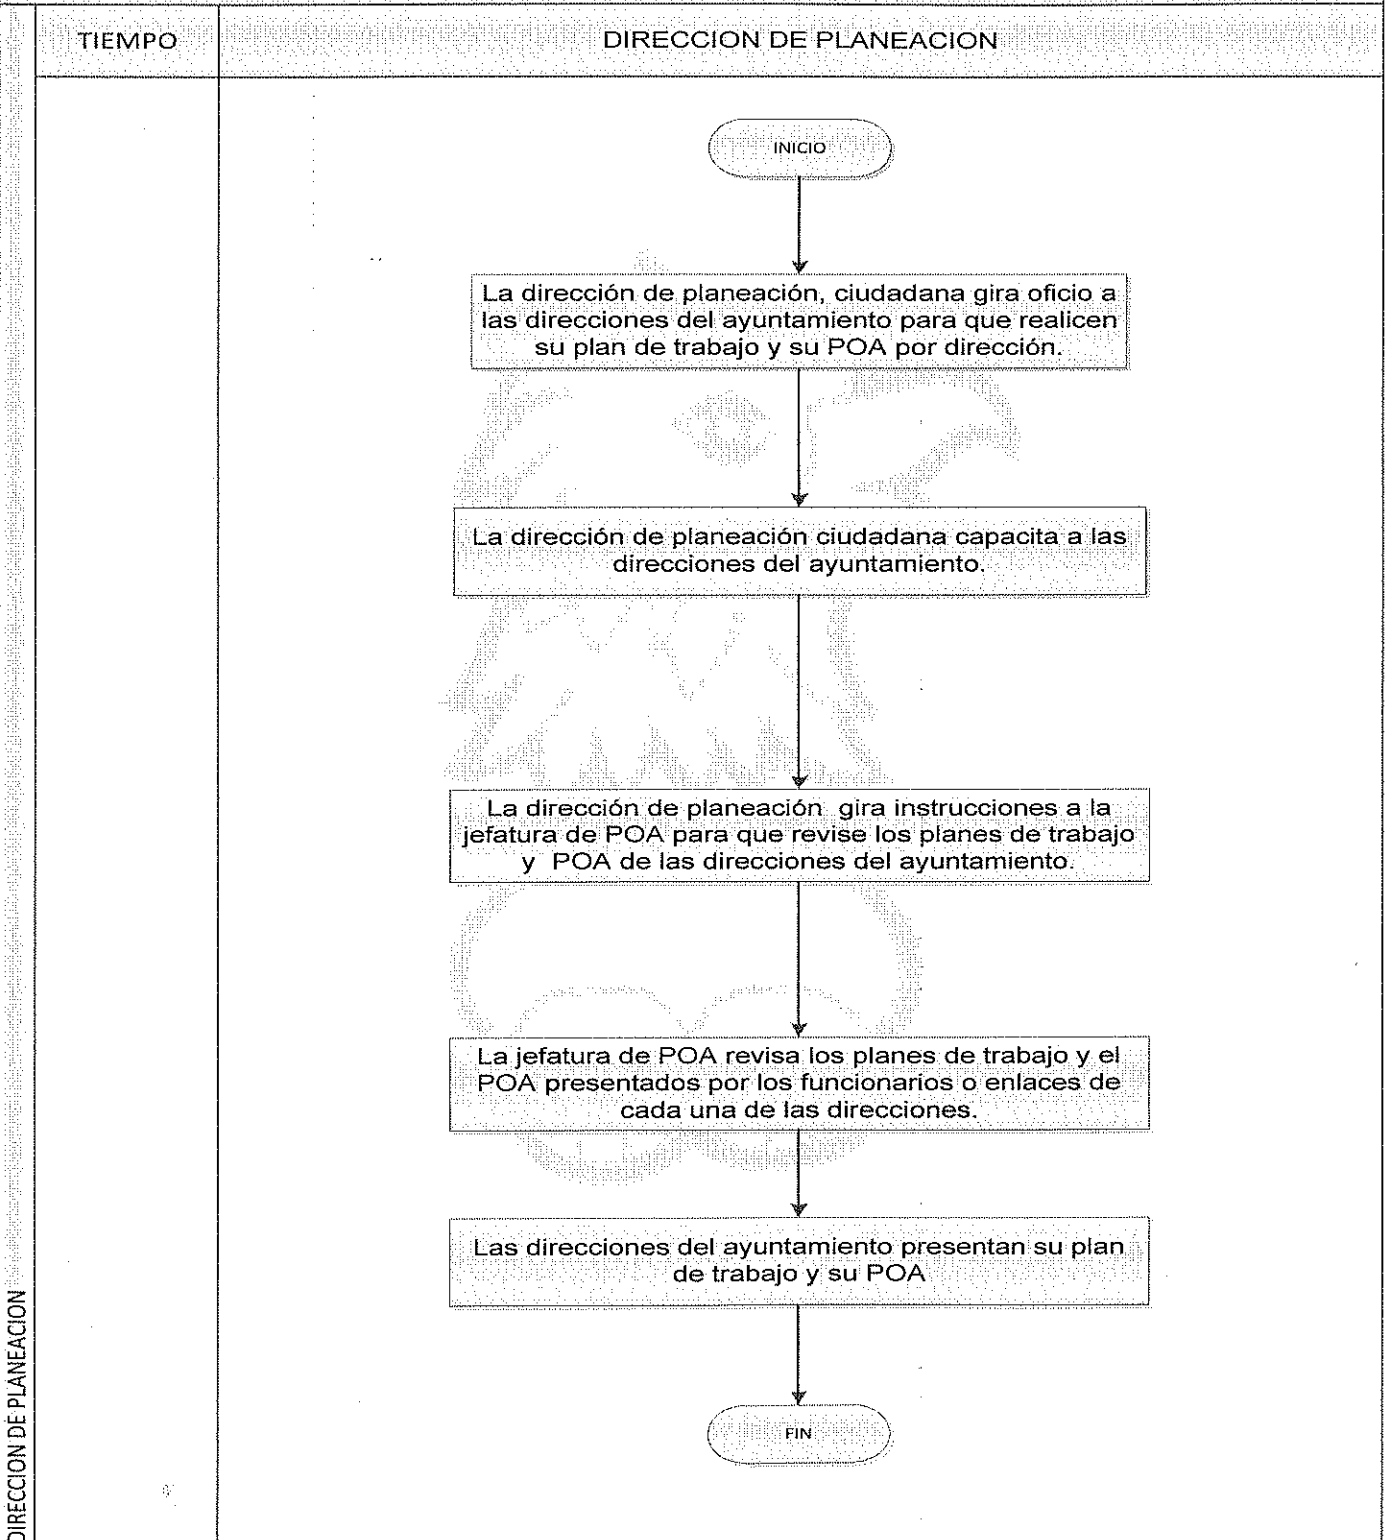 TIEMPO
DIRECCION DE PLANEACION
INICIO
La dirección de planeación, ciudadana gira oficio a
las direcciones del ayuntamiento para que realicen
su plan de trabajo y su POA por dirección.
La dirección de planeación ciudadana capacita a las
direcciones del ayuntamiento.
La dirección de planeación  gira instrucciones a la
jefatura de POA para que revise los planes de trabajo
y  POA de las direcciones del ayuntamiento.
La jefatura de POA revisa los planes de trabajo y el
POA presentados por los funcionarios o enlaces de
cada una de las direcciones.
Las direcciones del ayuntamiento presentan su plan
de trabajo y su POA
FIN
DIRECCION DE PLANEACION